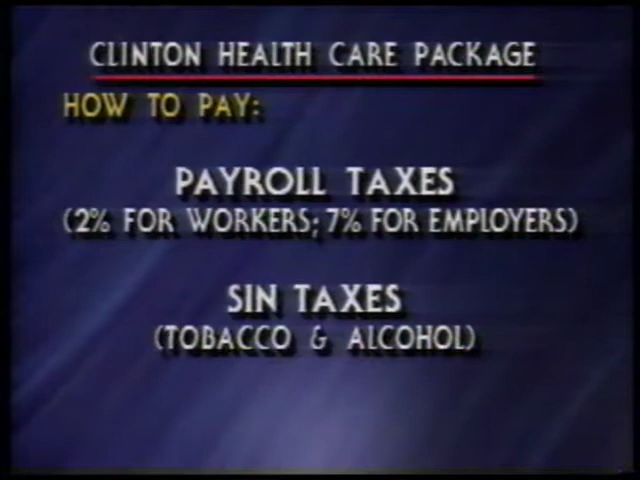 CLINTON HEALTH CARE PACKAGE
HOW TO PAY:
PAYROLL TAXES
(2% FOR WORKERS; 7% FOR EMPLOYERS)
SIN TAXES
(TOBACCO & ALCOHOL)